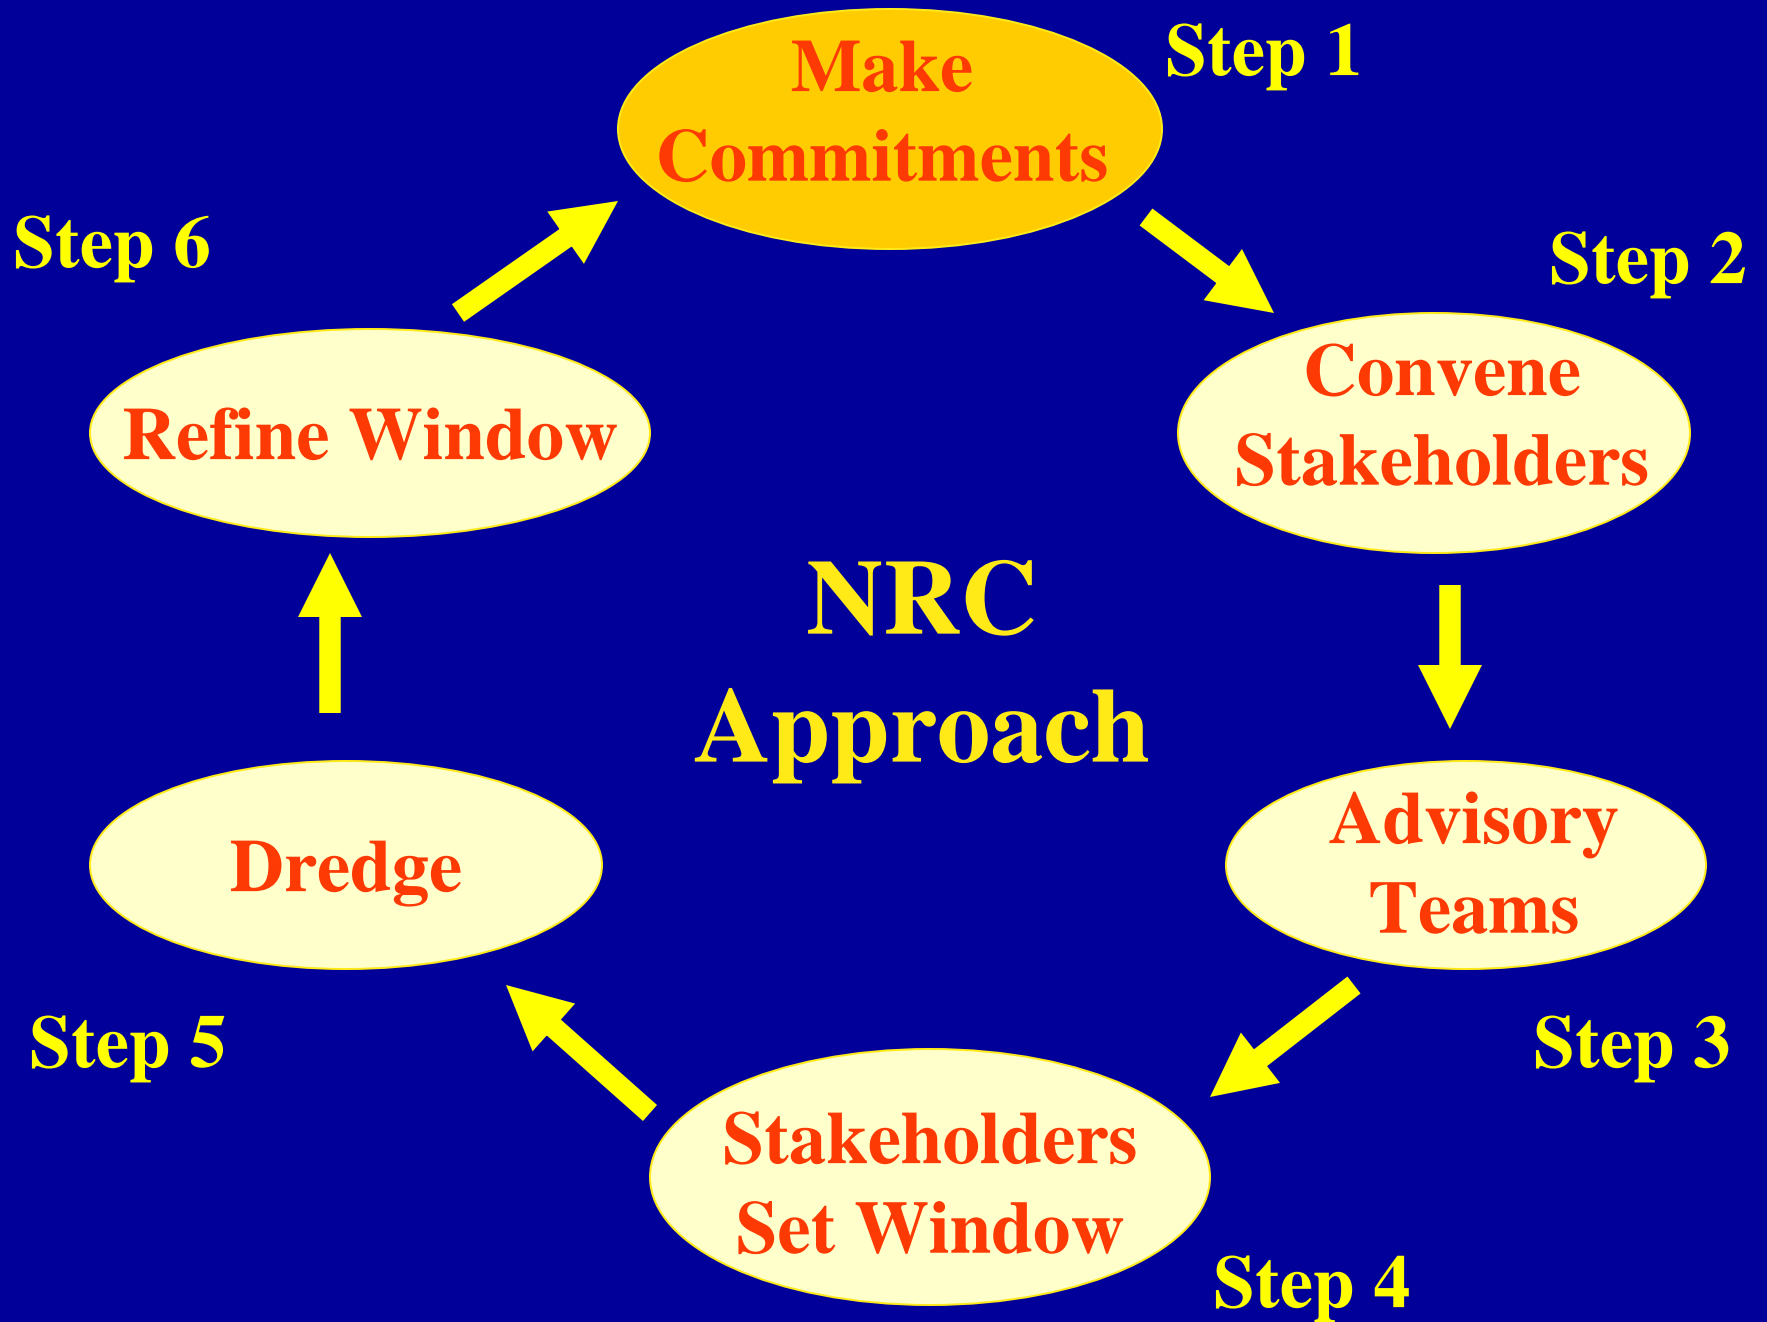 Make
Commitments
Step 1
Step 2
Convene
Stakeholders
Advisory
Teams
Step 3
Stakeholders
Set Window
Step 4
Dredge
Step 5
Step 6
Refine Window
NRC
Approach